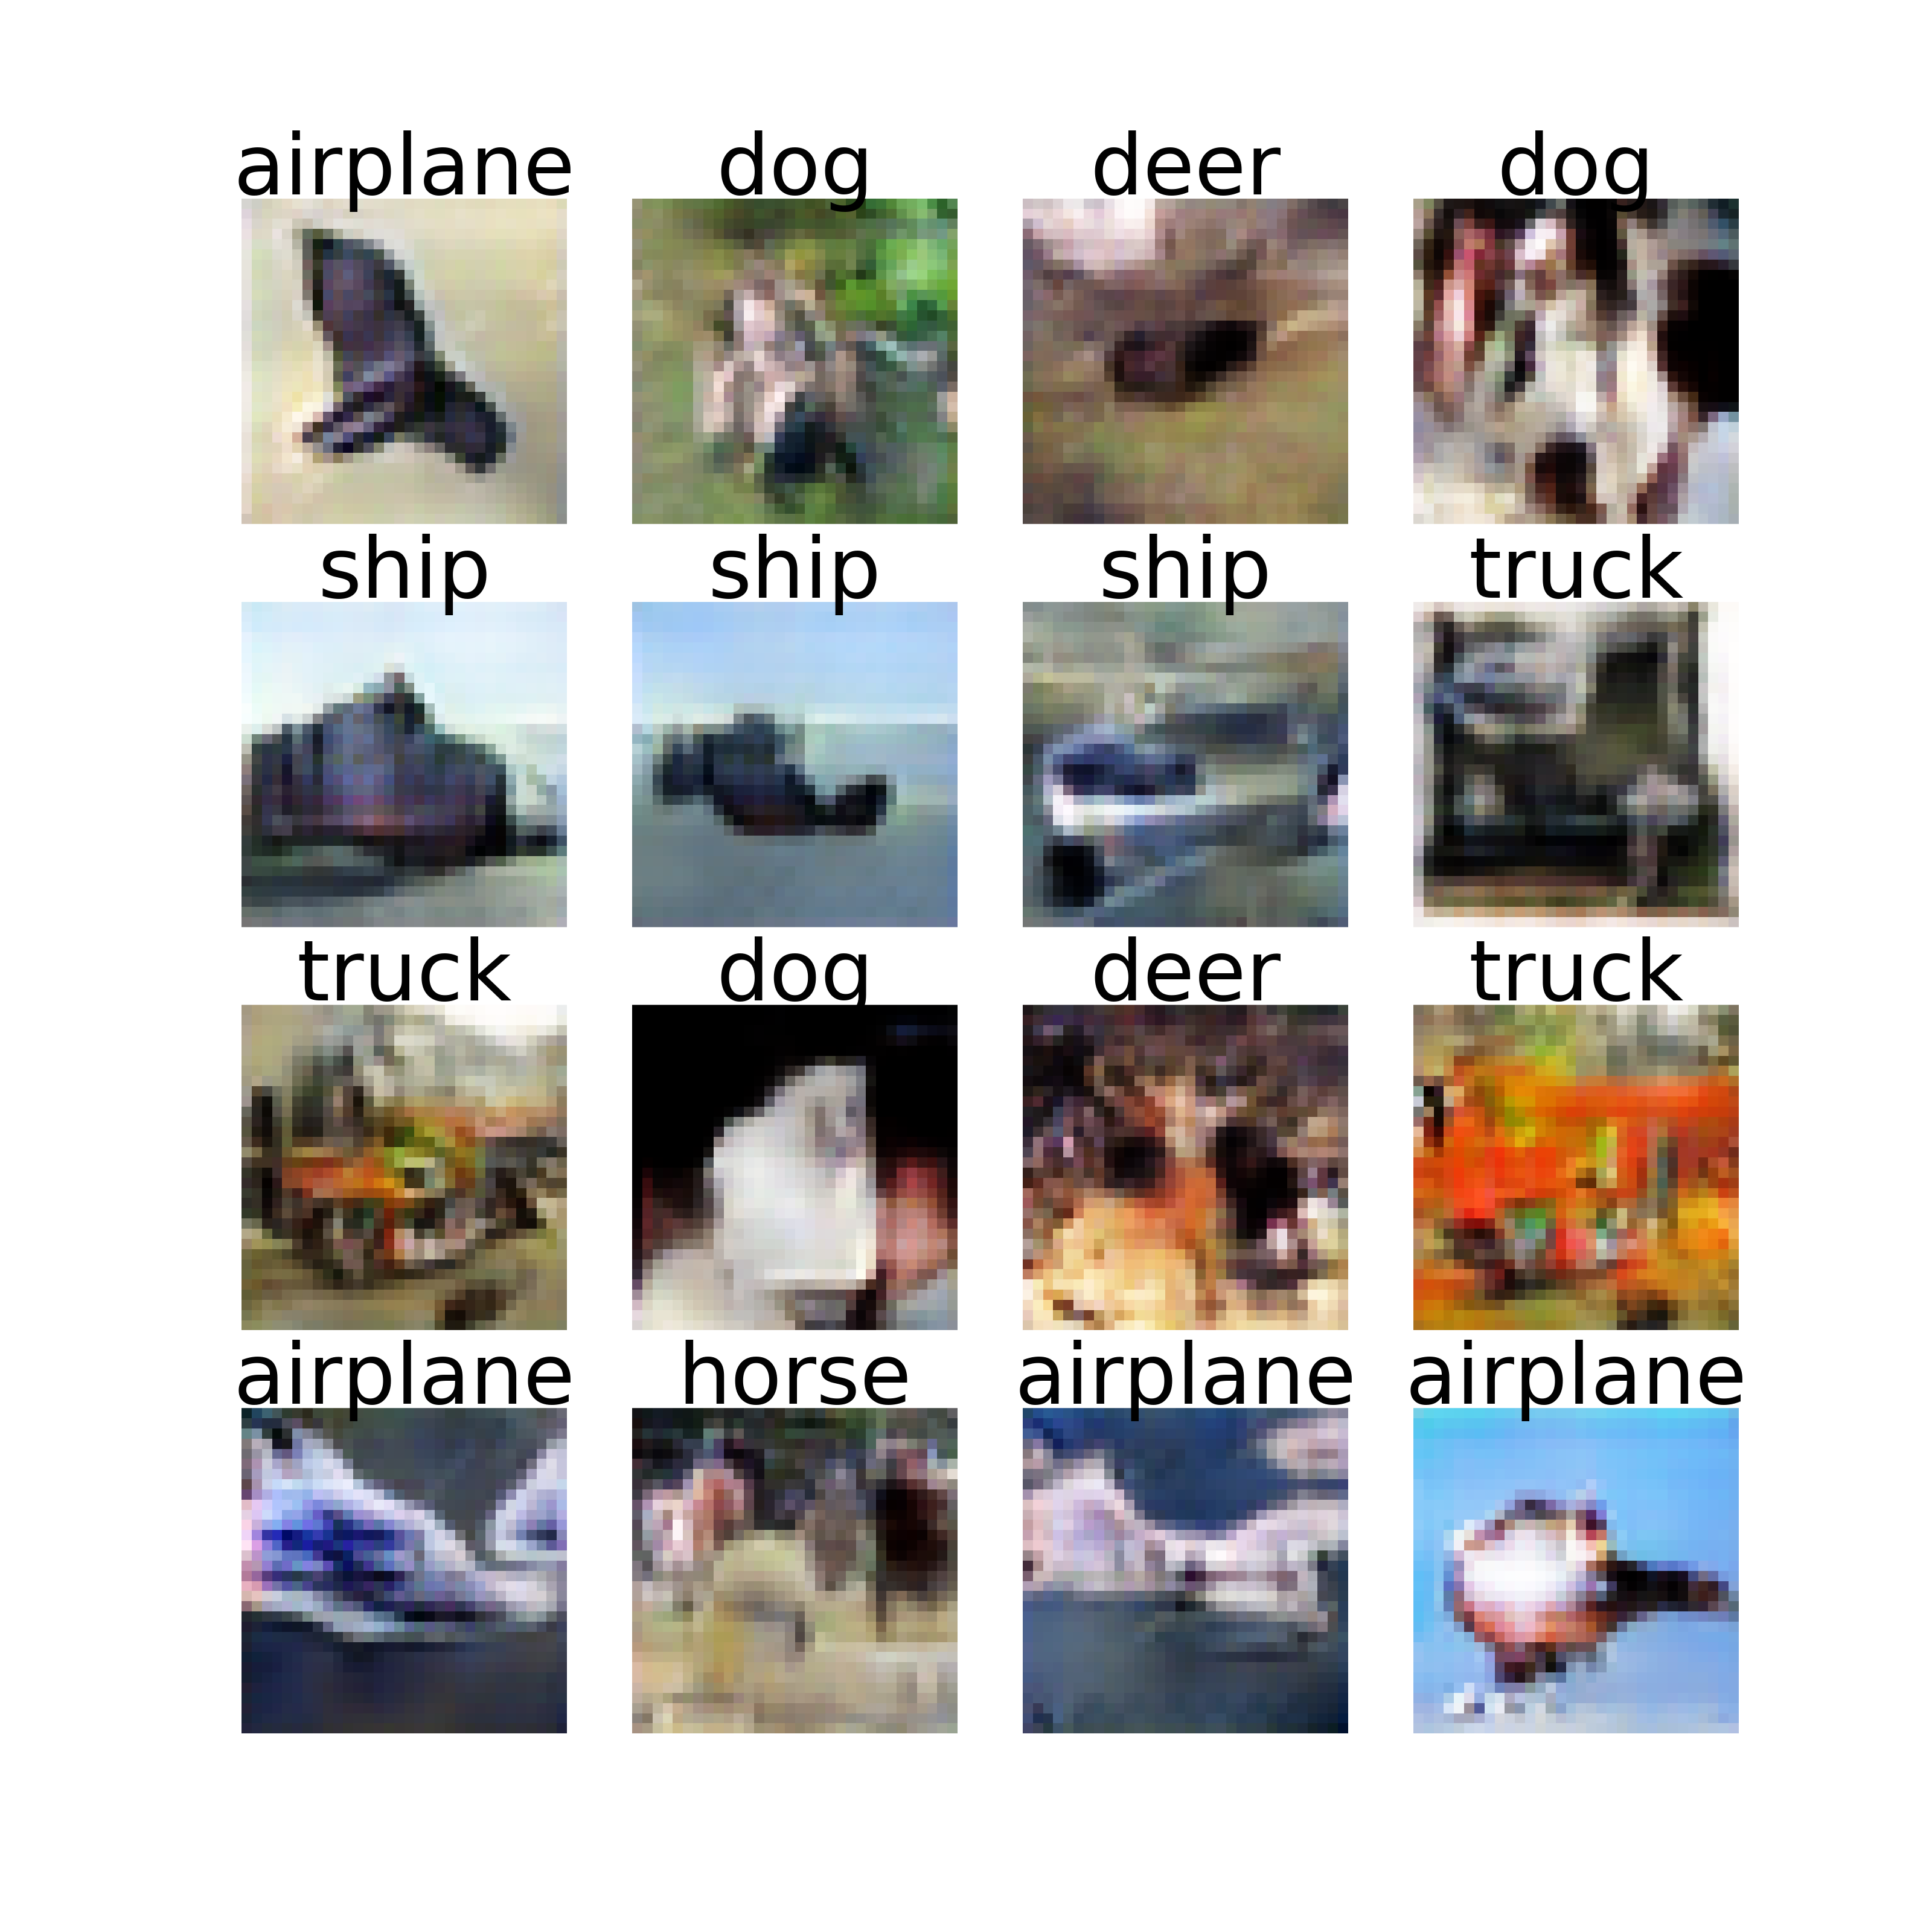 airplane dog deer dog
ship ship ship truck
truck dog deer truck
airplane horse airplane airplane